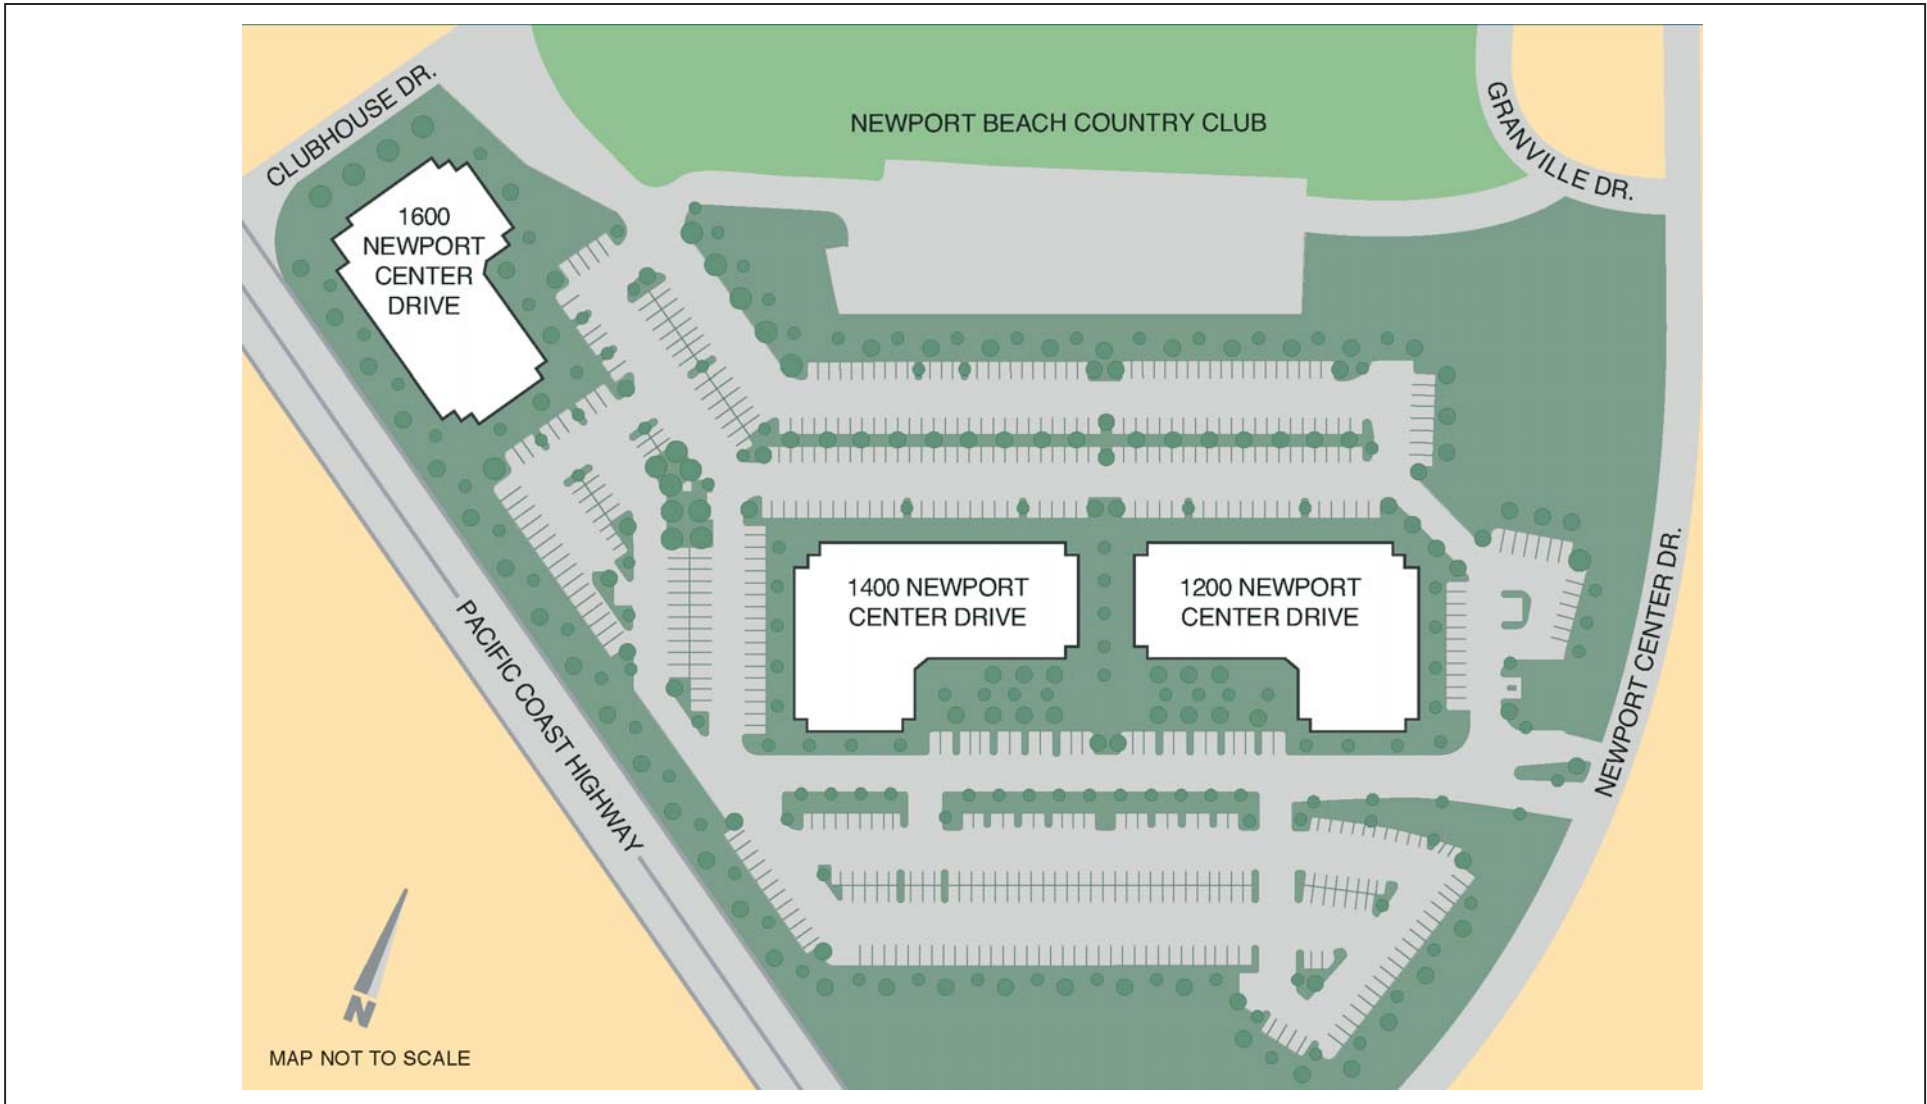 CLUBHOUSE DR.
NEWPORT BEACH COUNTRY CLUB
GRANVILLE DR.
1600
NEWPORT
CENTER
DRIVE
1400 NEWPORT
CENTER DRIVE
1200 NEWPORT
CENTER DRIVE
NEWPORT CENTER DR.
PACIFIC COAST HIGHWAY
N
MAP NOT TO SCALE